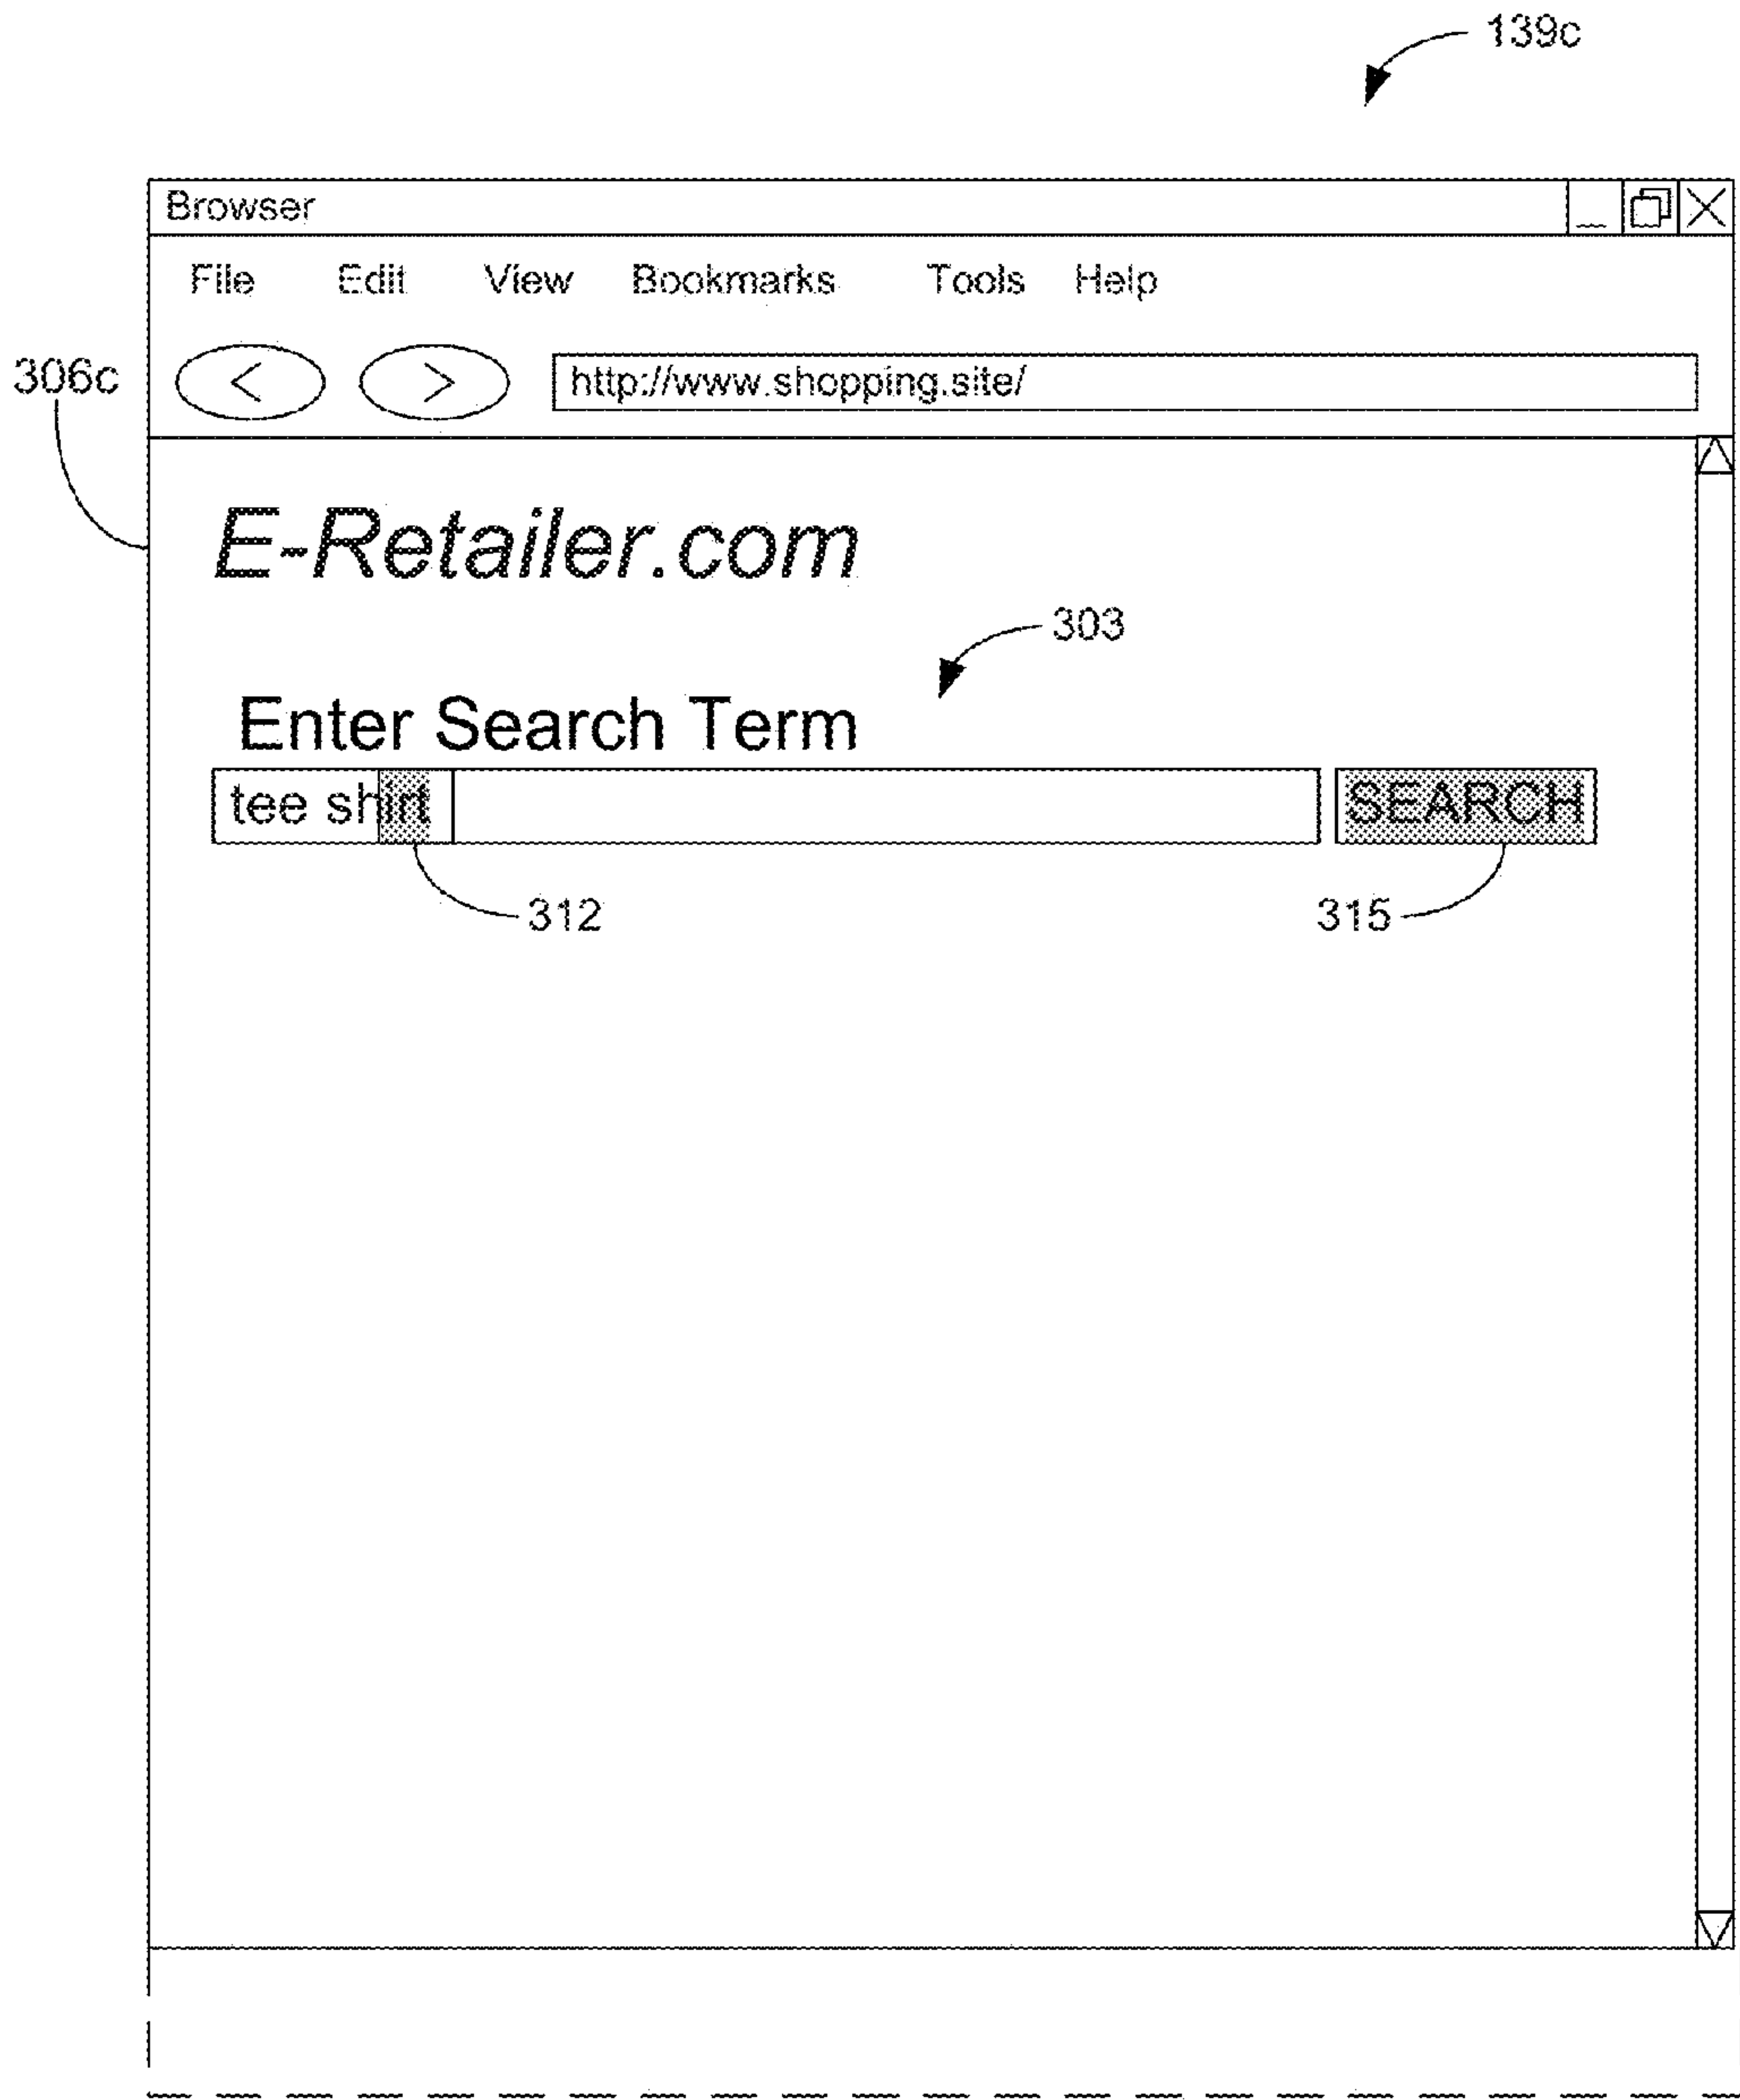 139c
Browser
File Edit View Bookmarks Tools Help
306c
< > http://www.shopping.site/
E-Retailer.com
303
Enter Search Term
tee shirt SEARCH
312 315